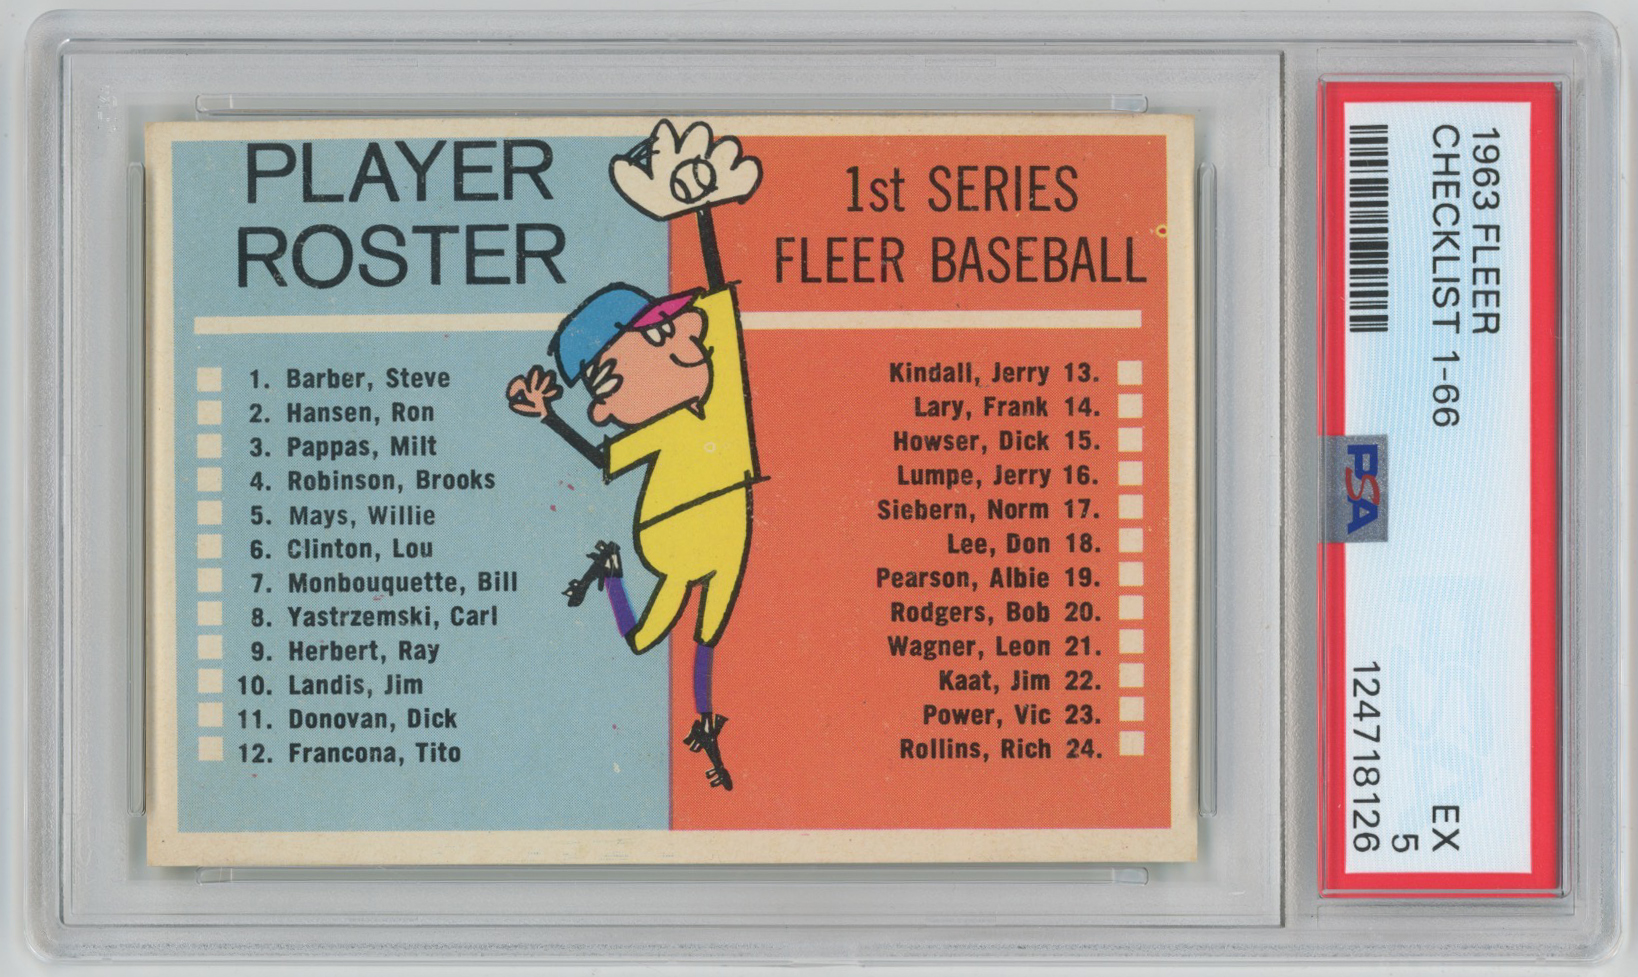 PLAYER
ROSTER
1. Barber, Steve
2. Hansen, Ron
3. Pappas, Milt
4. Robinson, Brooks
5. Mays, Willie
6. Clinton, Lou
7. Monbouquette, Bill
8. Yastrzemski, Carl
9. Herbert, Ray
10. Landis, Jim
11. Donovan, Dick
12. Francona, Tito
1st SERIES
FLEER BASEBALL
Kindall, Jerry 13.
Lary, Frank 14.
Howser, Dick 15.
Lumpe, Jerry 16.
Siebern, Norm 17.
Lee, Don 18.
Pearson, Albie 19.
Rodgers, Bob 20.
Wagner, Leon 21.
Kaat, Jim 22.
Power, Vic 23.
Rollins, Rich 24.
1963 FLEER
CHECKLIST 1-66
EX
5
PSA
124718126